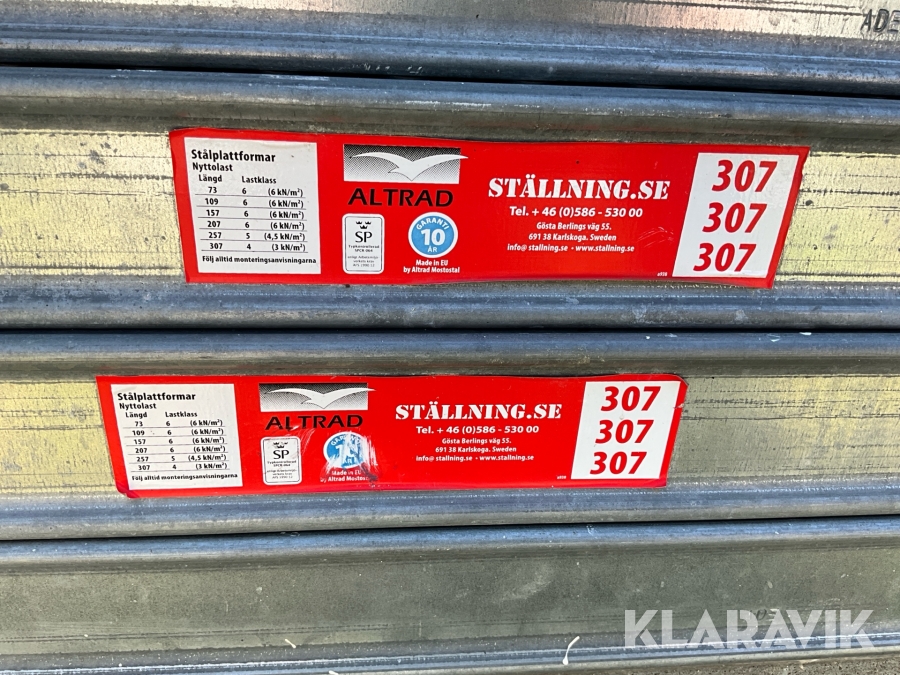 ADE
Stålplattformar
Nyttolast
Längd Lastklass
73 6 (6 kN/m²)
109 6 (6 kN/m²)
157 6 (6 kN/m²)
207 6 (6 kN/m²)
257 5 (4,5 kN/m²)
307 4 (3 kN/m²)
Följ alltid monteringsanvisningarna
ALTRAD
SP
Typkontrollerad
GARANTI
10
ÅR
Made in EU
by Altrad Mostostal
STÄLLNING.SE
Tel. + 46 (0)586 - 530 00
Gösta Berlings väg 55.
691 38 Karlskoga. Sweden
info@stallning.se - www.stallning.se
307
307
307
Stålplattformar
Nyttolast
Längd Lastklass
73 6 (6 kN/m²)
109 6 (6 kN/m²)
157 6 (6 kN/m²)
207 6 (6 kN/m²)
257 5 (4,5 kN/m²)
307 4 (3 kN/m²)
Följ alltid monteringsanvisningarna
ALTRAD
SP
Typkontrollerad
Made in EU
by Altrad Mostostal
STÄLLNING.SE
Tel. + 46 (0)586 - 530 00
Gösta Berlings väg 55.
691 38 Karlskoga. Sweden
info@stallning.se - www.stallning.se
307
307
307
KLARAVIK